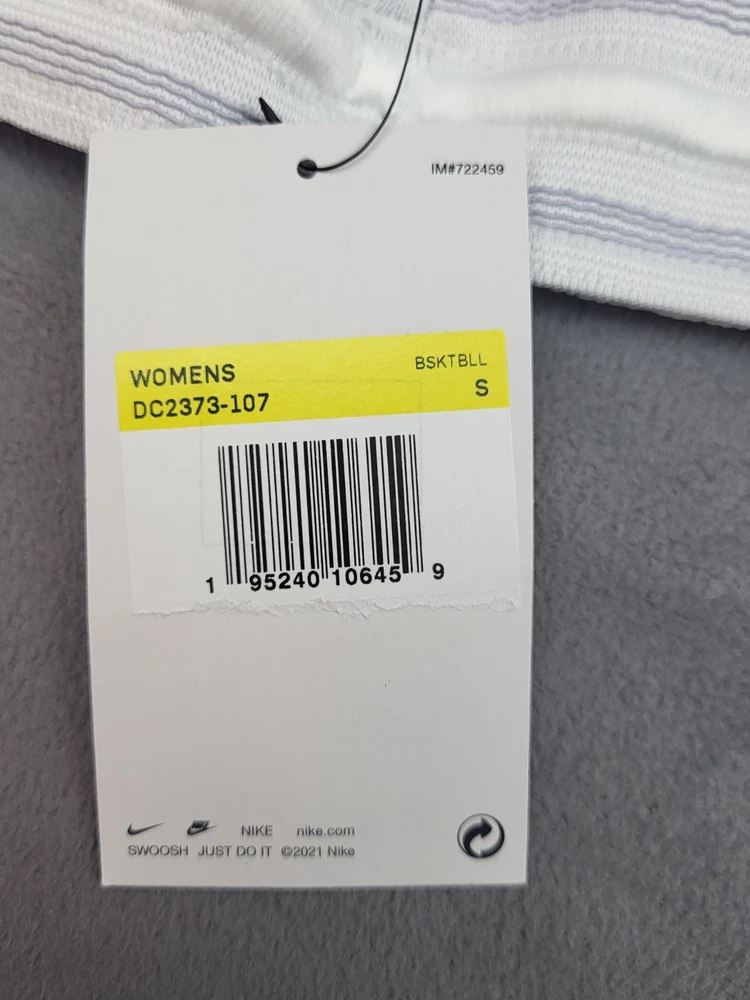 IM#722459
WOMENS BSKTBLL
DC2373-107 S
1 95240 10645 9
NIKE nike.com
SWOOSH JUST DO IT ©2021 Nike